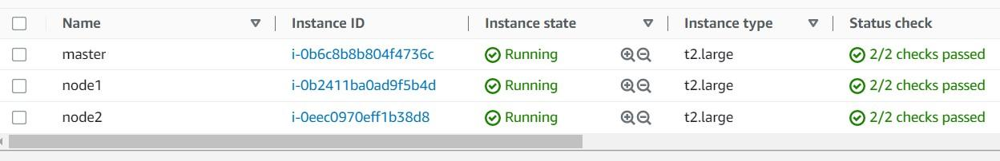 Name Instance ID Instance state Instance type Status check
master i-0b6c8b8b804f4736c Running t2.large 2/2 checks passed
node1 i-0b2411ba0ad9f5b4d Running t2.large 2/2 checks passed
node2 i-0eec0970eff1b38d8 Running t2.large 2/2 checks passed